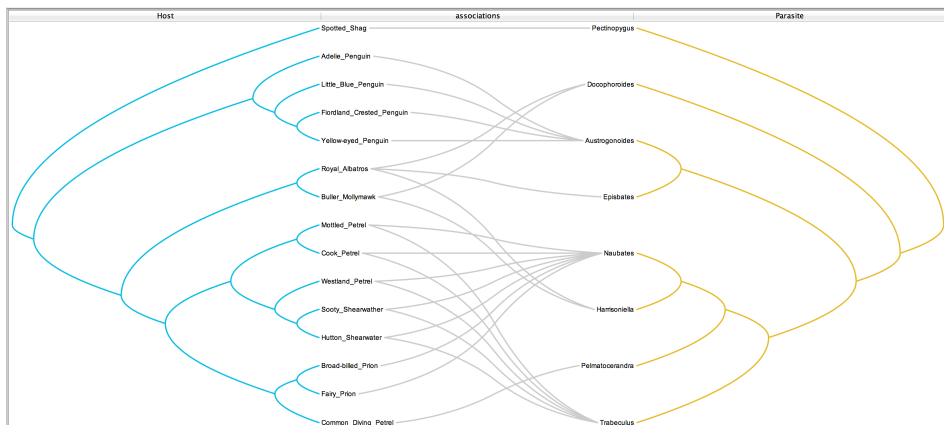 Host associations Parasite
Spotted_Shag Pectinopygus
Adelie_Penguin
Little_Blue_Penguin Docophoroides
Fiordland_Crested_Penguin
Yellow-eyed_Penguin Austrogonoides
Royal_Albatros
Buller_Mollymawk Episbates
Mottled_Petrel
Cook_Petrel Naubates
Westland_Petrel
Sooty_Shearwather Harrisoniella
Hutton_Shearwater
Broad-billed_Prion Pelmatocerandra
Fairy_Prion
Common_Diving_Petrel Trabeculus